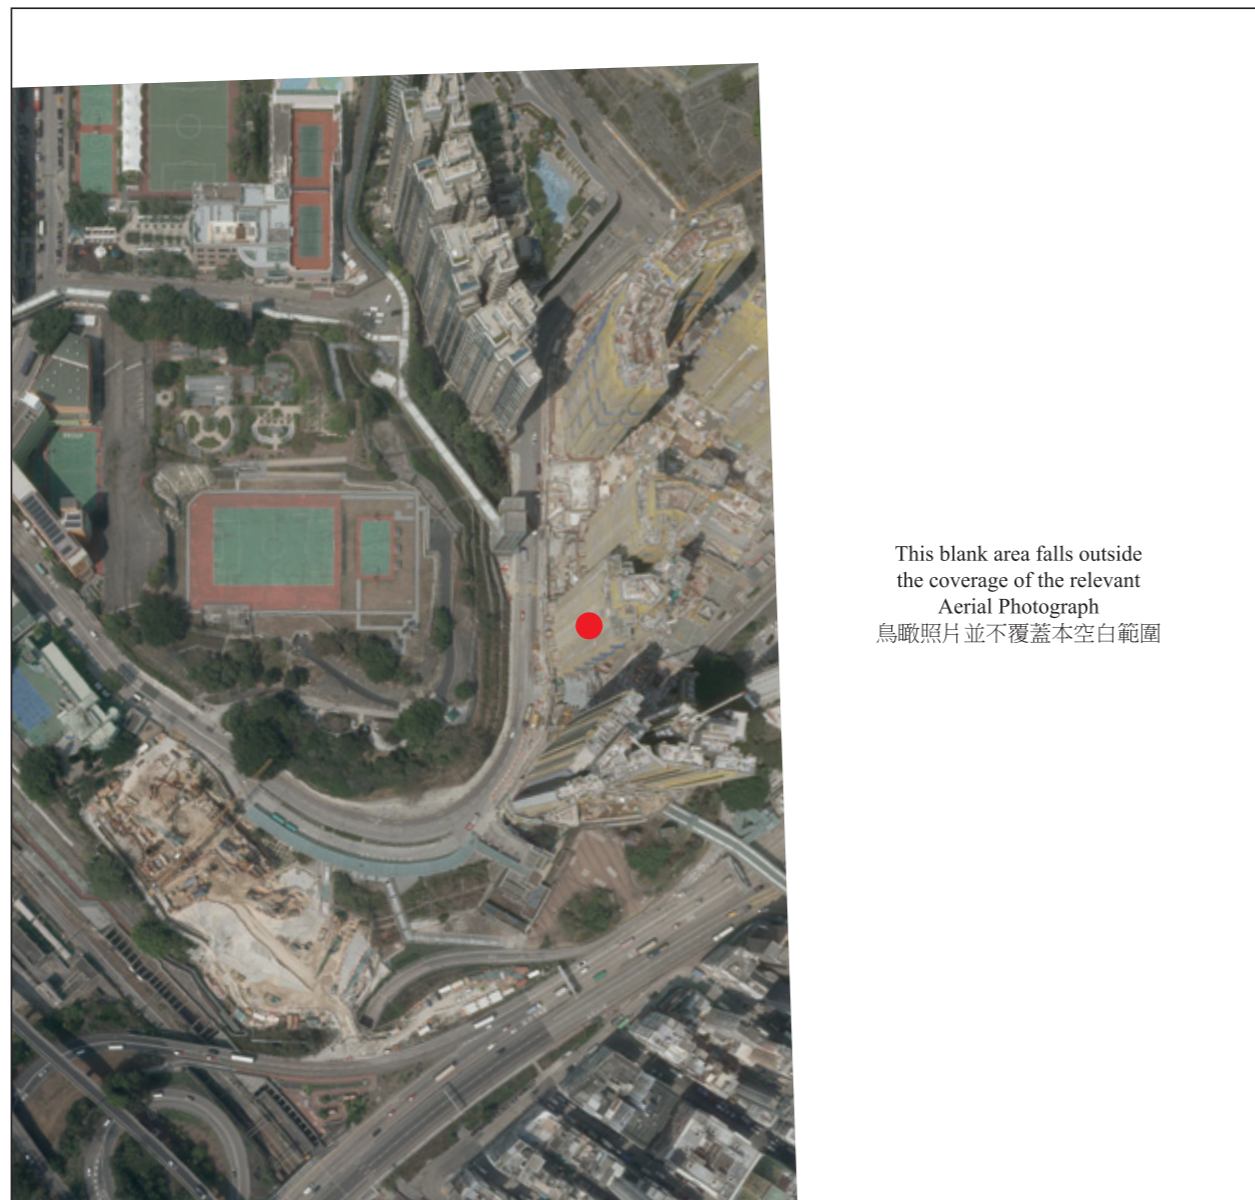 This blank area falls outside
the coverage of the relevant
Aerial Photograph
鳥瞰照片並不覆蓋本空白範圍